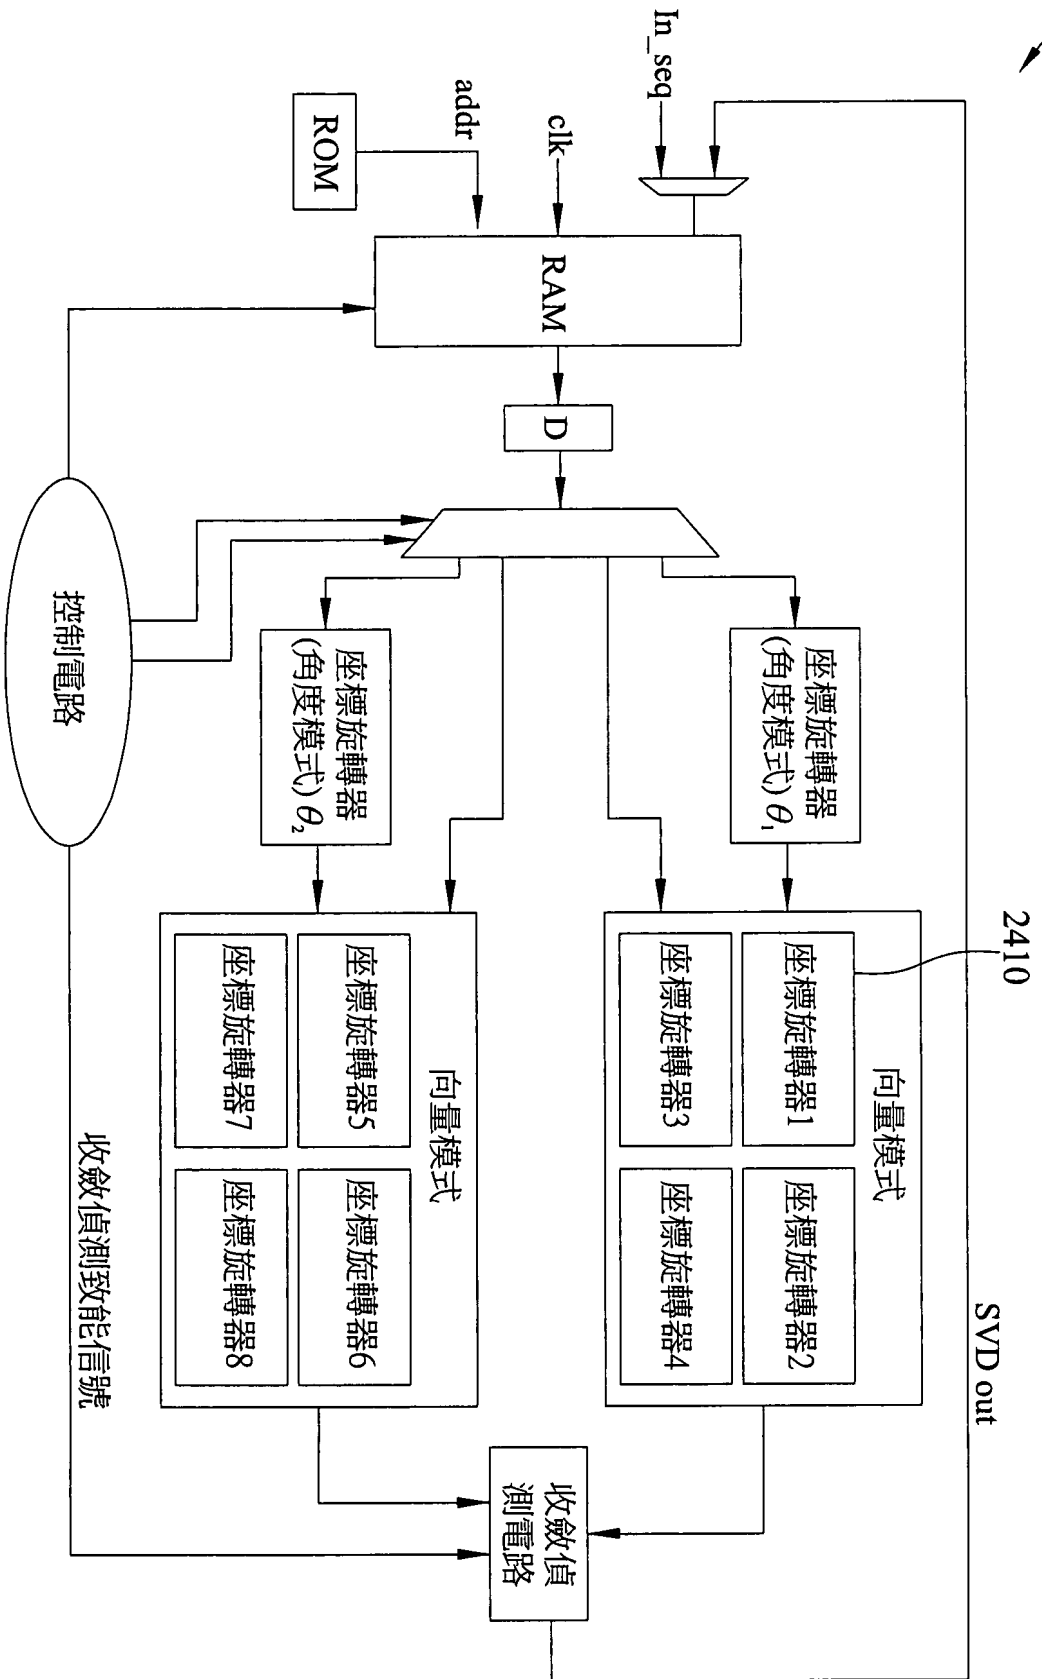 2410
SVD out
In_seq
clk
addr
ROM
RAM
D
座標旋轉器
(角度模式) θ₁
座標旋轉器
(角度模式) θ₂
向量模式
座標旋轉器1
座標旋轉器2
座標旋轉器3
座標旋轉器4
向量模式
座標旋轉器5
座標旋轉器6
座標旋轉器7
座標旋轉器8
收斂偵
測電路
控制電路
收斂偵測致能信號